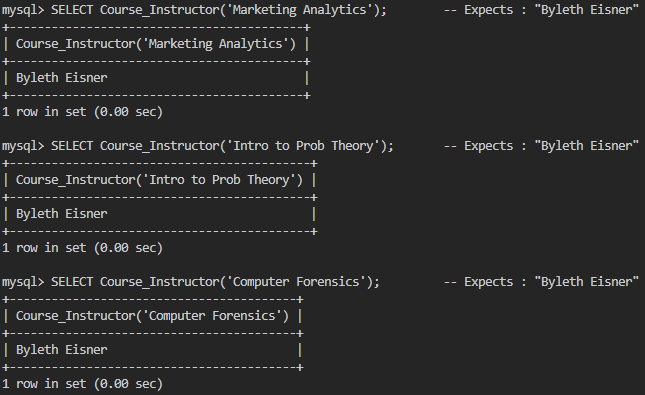 mysql> SELECT Course_Instructor('Marketing Analytics');        -- Expects : "Byleth Eisner"
+------------------------------------------+
| Course_Instructor('Marketing Analytics') |
+------------------------------------------+
| Byleth Eisner                            |
+------------------------------------------+
1 row in set (0.00 sec)

mysql> SELECT Course_Instructor('Intro to Prob Theory');       -- Expects : "Byleth Eisner"
+-------------------------------------------+
| Course_Instructor('Intro to Prob Theory') |
+-------------------------------------------+
| Byleth Eisner                             |
+-------------------------------------------+
1 row in set (0.00 sec)

mysql> SELECT Course_Instructor('Computer Forensics');         -- Expects : "Byleth Eisner"
+-----------------------------------------+
| Course_Instructor('Computer Forensics') |
+-----------------------------------------+
| Byleth Eisner                           |
+-----------------------------------------+
1 row in set (0.00 sec)